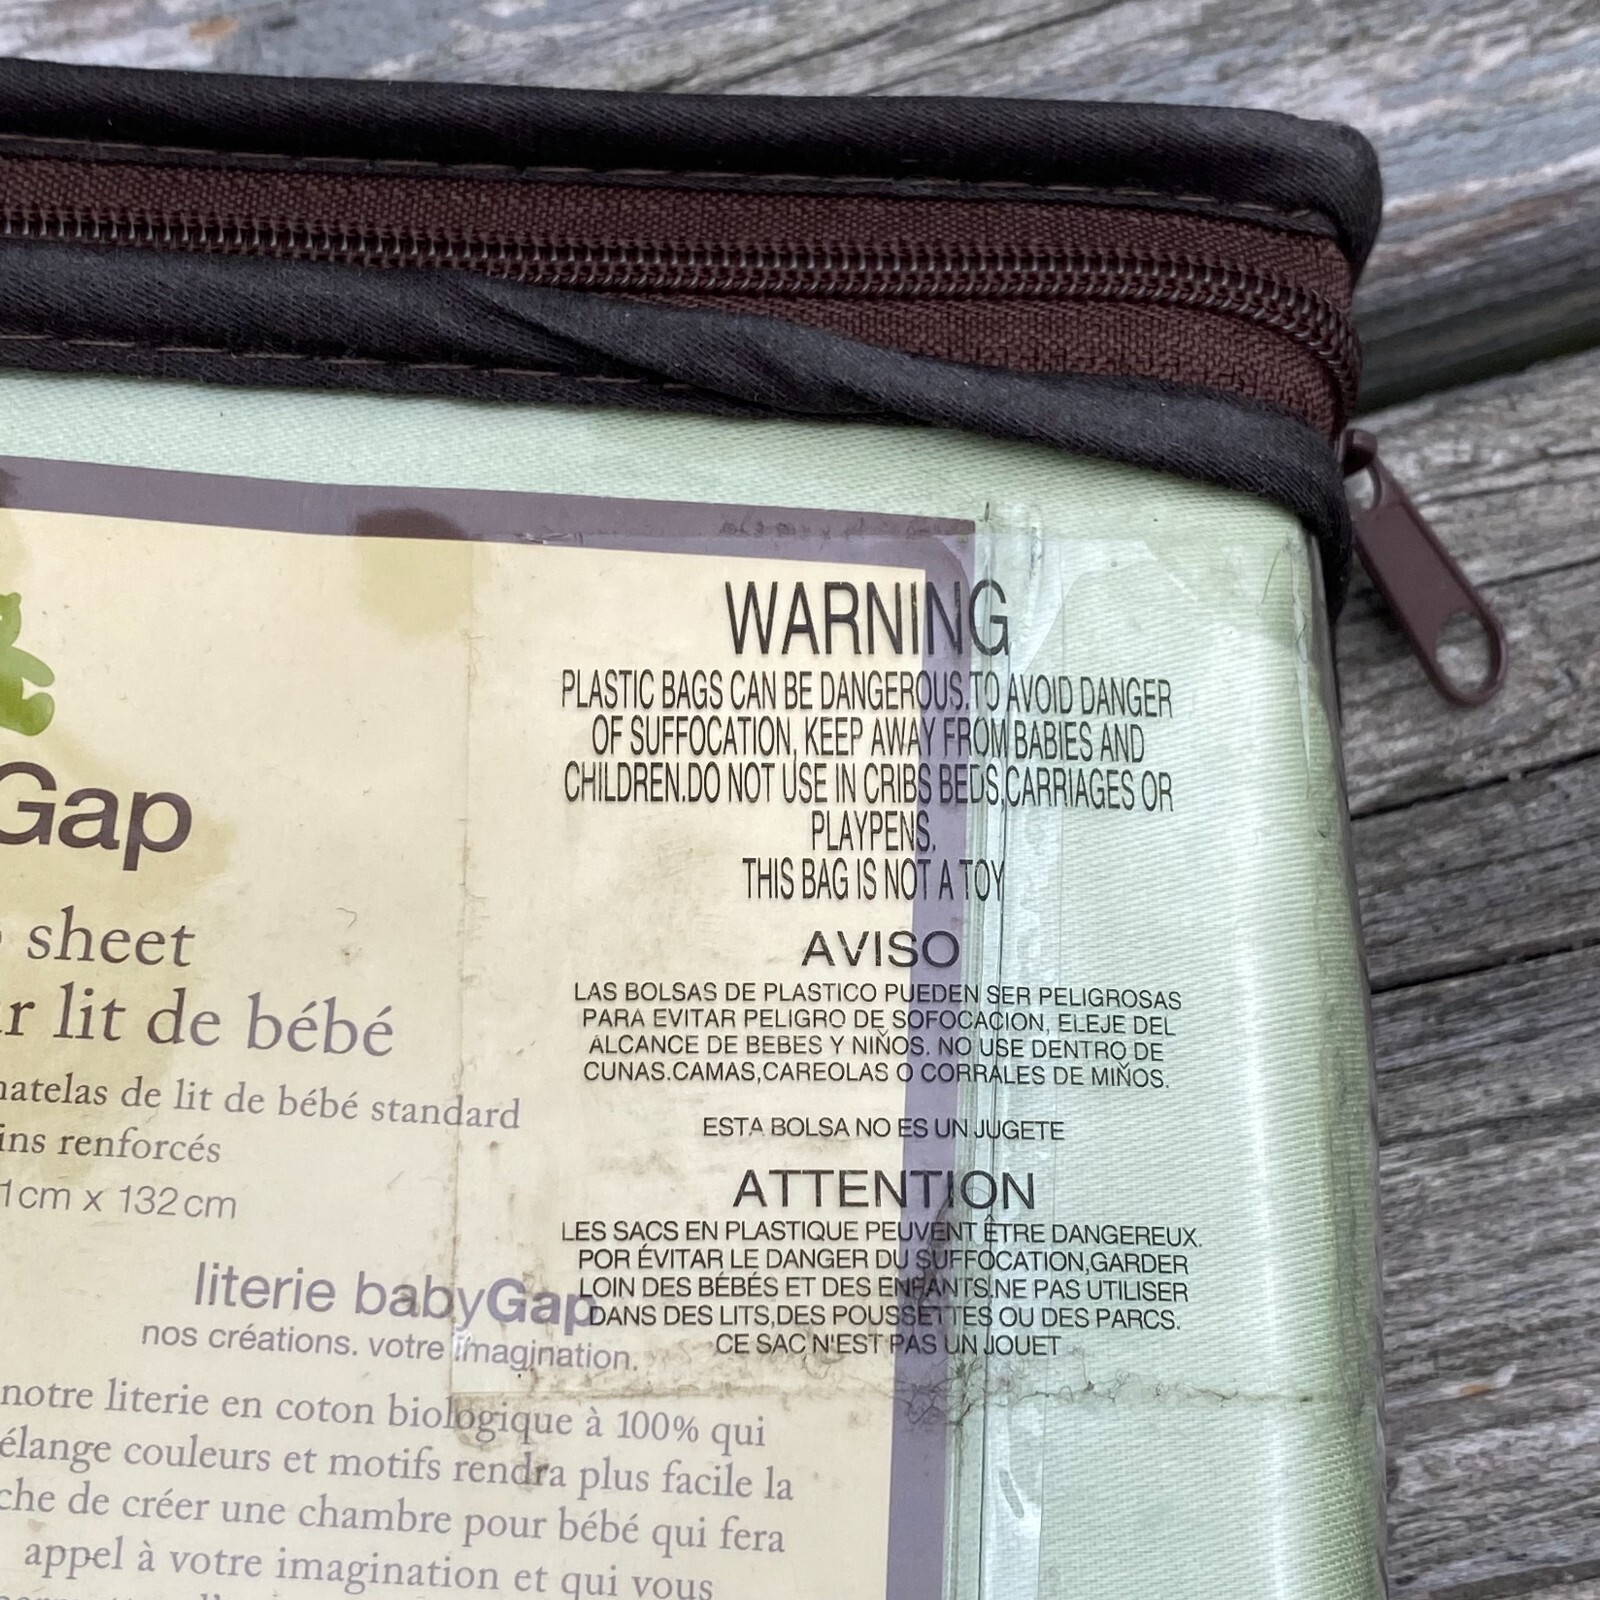 WARNING
PLASTIC BAGS CAN BE DANGEROUS.TO AVOID DANGER
OF SUFFOCATION, KEEP AWAY FROM BABIES AND
CHILDREN.DO NOT USE IN CRIBS BEDS,CARRIAGES OR
PLAYPENS.
THIS BAG IS NOT A TOY
AVISO
LAS BOLSAS DE PLASTICO PUEDEN SER PELIGROSAS
PARA EVITAR PELIGRO DE SOFOCACION, ELEJE DEL
ALCANCE DE BEBES Y NIÑOS. NO USE DENTRO DE
CUNAS.CAMAS,CAREOLAS O CORRALES DE MIÑOS.
ESTA BOLSA NO ES UN JUGETE
ATTENTION
LES SACS EN PLASTIQUE PEUVENT ÊTRE DANGEREUX.
POR ÉVITAR LE DANGER DU SUFFOCATION,GARDER
LOIN DES BÉBÉS ET DES ENFANTS.NE PAS UTILISER
DANS DES LITS,DES POUSSETTES OU DES PARCS.
CE SAC N'EST PAS UN JOUET
Gap
sheet
r lit de bébé
matelas de lit de bébé standard
ins renforcés
1cm x 132cm
literie babyGap
nos créations. votre imagination.
notre literie en coton biologique à 100% qui
élange couleurs et motifs rendra plus facile la
che de créer une chambre pour bébé qui fera
appel à votre imagination et qui vous